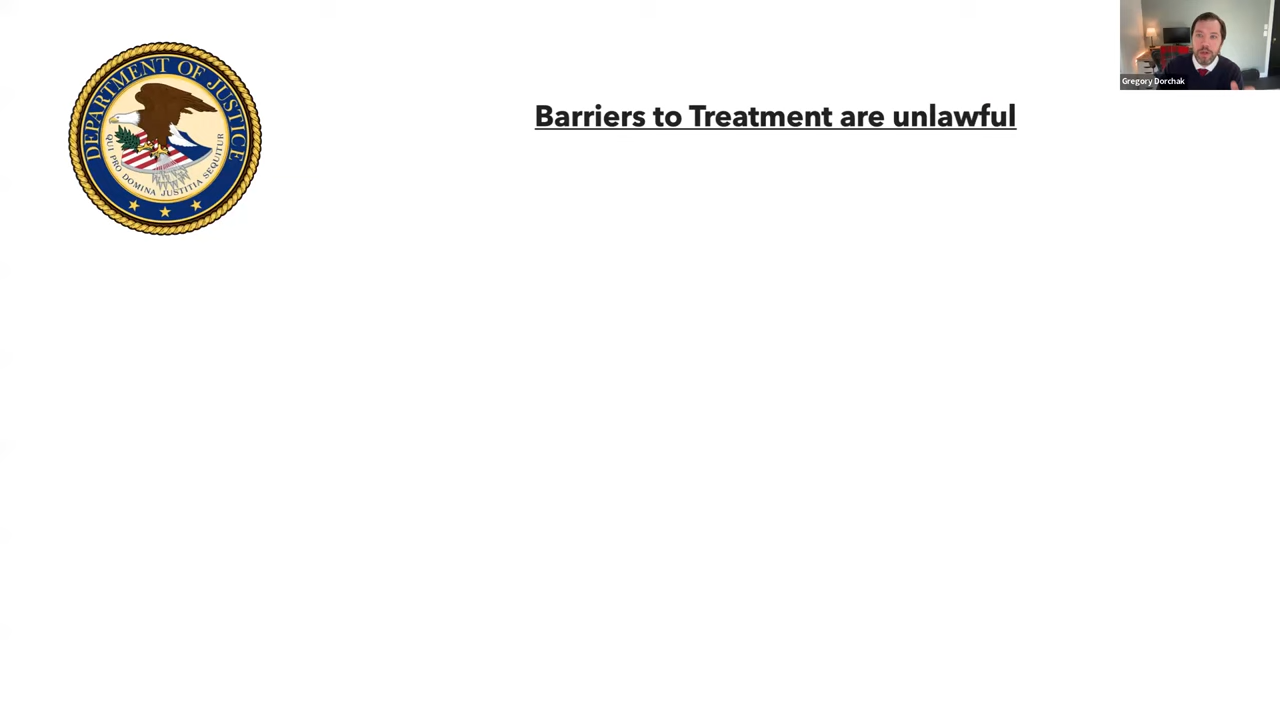 DEPARTMENT OF JUSTICE
QUI PRO DOMINA JUSTITIA SEQUITUR
Barriers to Treatment are unlawful
Gregory Dorchak